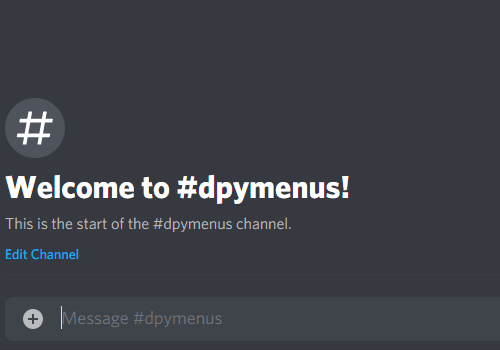 #
Welcome to #dpymenus!
This is the start of the #dpymenus channel.
Edit Channel
Message #dpymenus